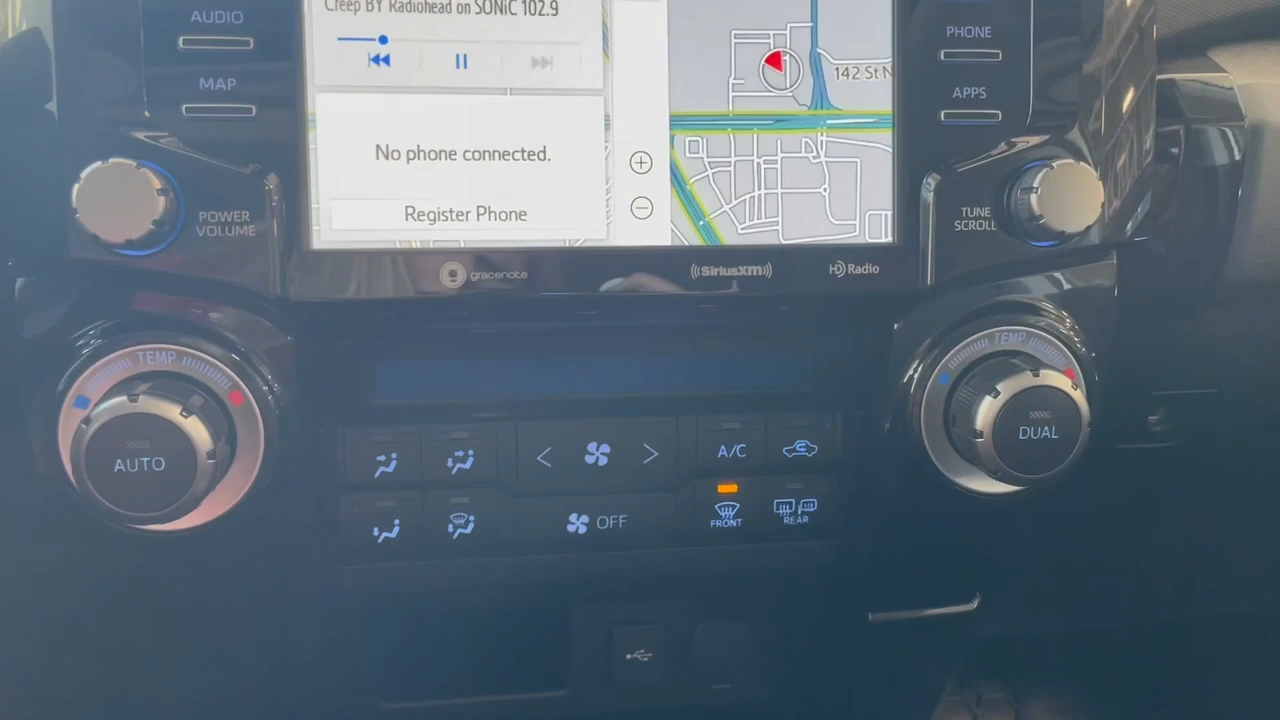 AUDIO
Creep BY Radiohead on SONiC 102.9
PHONE
MAP
142 St N
APPS
No phone connected.
Register Phone
POWER
VOLUME
TUNE
SCROLL
gracenote
SiriusXM
HD Radio
TEMP
TEMP
AUTO
A/C
DUAL
OFF
FRONT
REAR